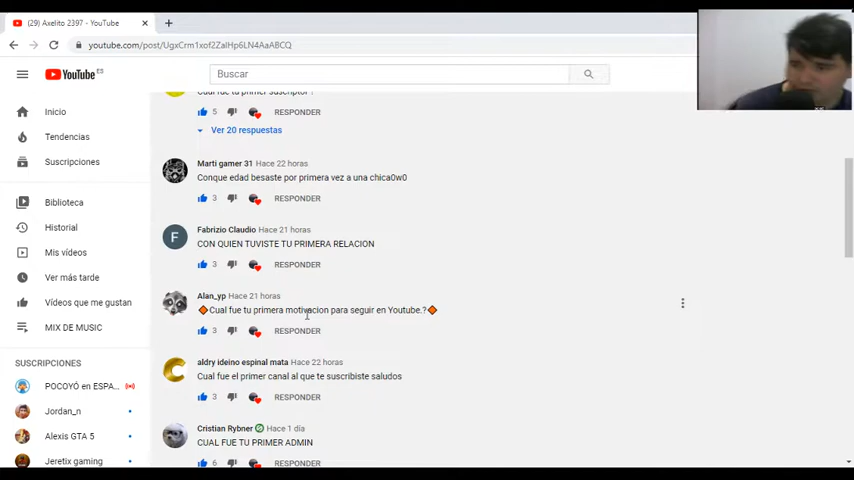 (29) Axelito 2397 - YouTube
youtube.com/post/UgxCrm1xof2ZalHp6LN4AaABCQ
YouTube ES
Buscar
Inicio
Tendencias
Suscripciones
Biblioteca
Historial
Mis vídeos
Ver más tarde
Vídeos que me gustan
MIX DE MUSIC
SUSCRIPCIONES
POCOYÓ en ESPA...
Jordan_n
Alexis GTA 5
Jeretix gaming
Cual fue tu primer suscriptor ?
5 RESPONDER
Ver 20 respuestas
Marti gamer 31 Hace 22 horas
Conque edad besaste por primera vez a una chica0w0
3 RESPONDER
F
Fabrizio Claudio Hace 21 horas
CON QUIEN TUVISTE TU PRIMERA RELACION
3 RESPONDER
Alan_yp Hace 21 horas
🔶Cual fue tu primera motivacion para seguir en Youtube.?🔶
3 RESPONDER
aldry ideino espinal mata Hace 22 horas
Cual fue el primer canal al que te suscribiste saludos
3 RESPONDER
Cristian Rybner Hace 1 día
CUAL FUE TU PRIMER ADMIN
6 RESPONDER